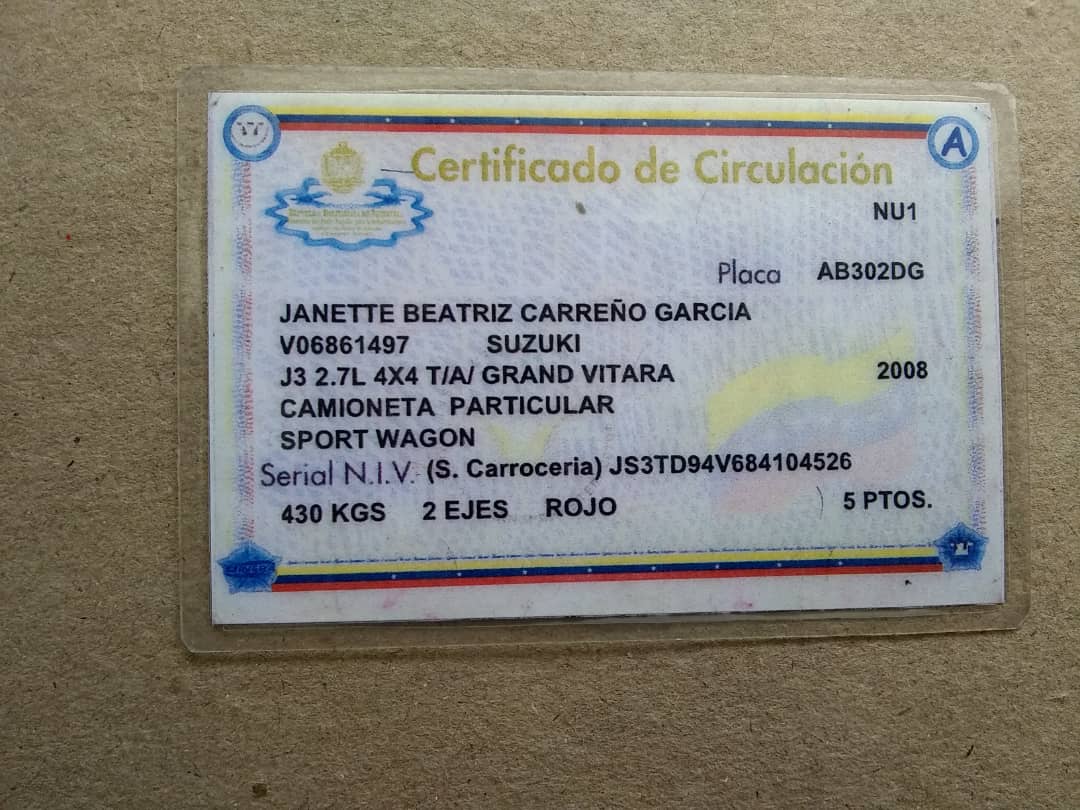 A
Certificado de Circulación
NU1
Placa AB302DG
JANETTE BEATRIZ CARREÑO GARCIA
V06861497 SUZUKI
J3 2.7L 4X4 T/A/ GRAND VITARA 2008
CAMIONETA PARTICULAR
SPORT WAGON
Serial N.I.V. (S. Carroceria) JS3TD94V684104526
430 KGS 2 EJES ROJO 5 PTOS.